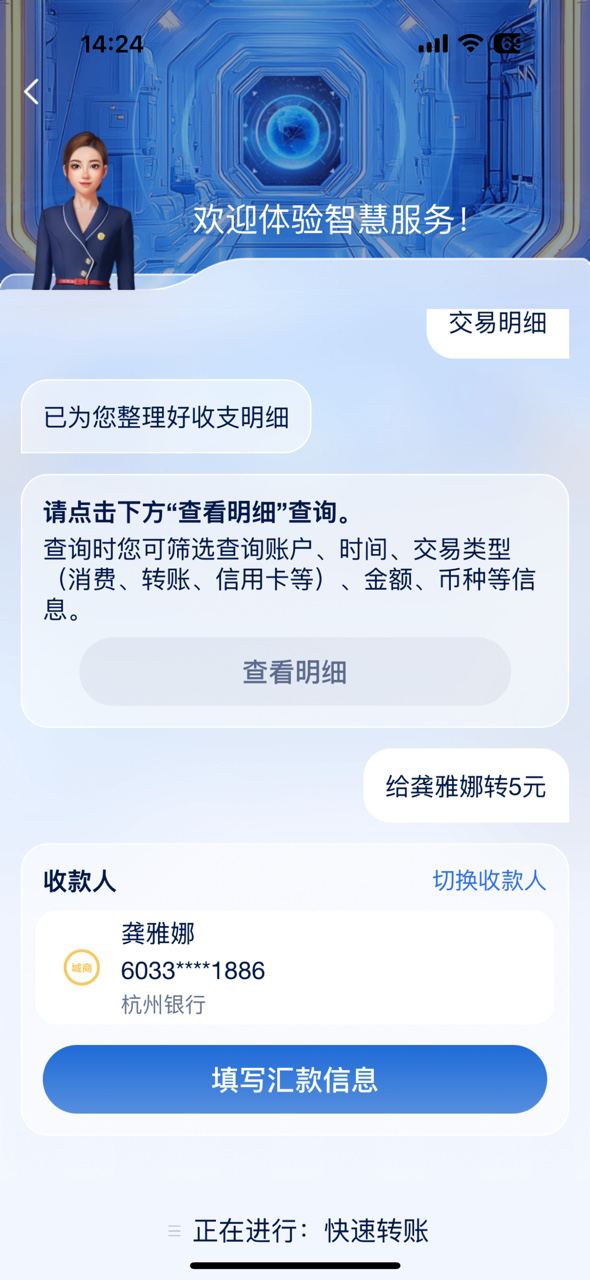 14:24
69
欢迎体验智慧服务!
交易明细
已为您整理好收支明细
请点击下方“查看明细”查询。
查询时您可筛选查询账户、时间、交易类型
（消费、转账、信用卡等）、金额、币种等信
息。
查看明细
给龚雅娜转5元
收款人
切换收款人
龚雅娜
城商
6033****1886
杭州银行
填写汇款信息
正在进行：快速转账